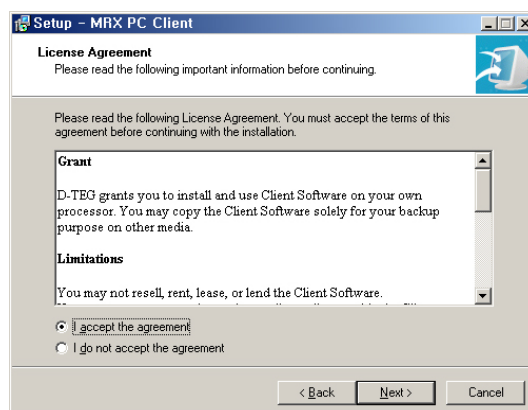 Setup - MRX PC Client
License Agreement
Please read the following important information before continuing.
Please read the following License Agreement. You must accept the terms of this
agreement before continuing with the installation.
Grant
D-TEG grants you to install and use Client Software on your own
processor. You may copy the Client Software solely for your backup
purpose on other media.
Limitations
You may not resell, rent, lease, or lend the Client Software.
I accept the agreement
I do not accept the agreement
< Back
Next >
Cancel